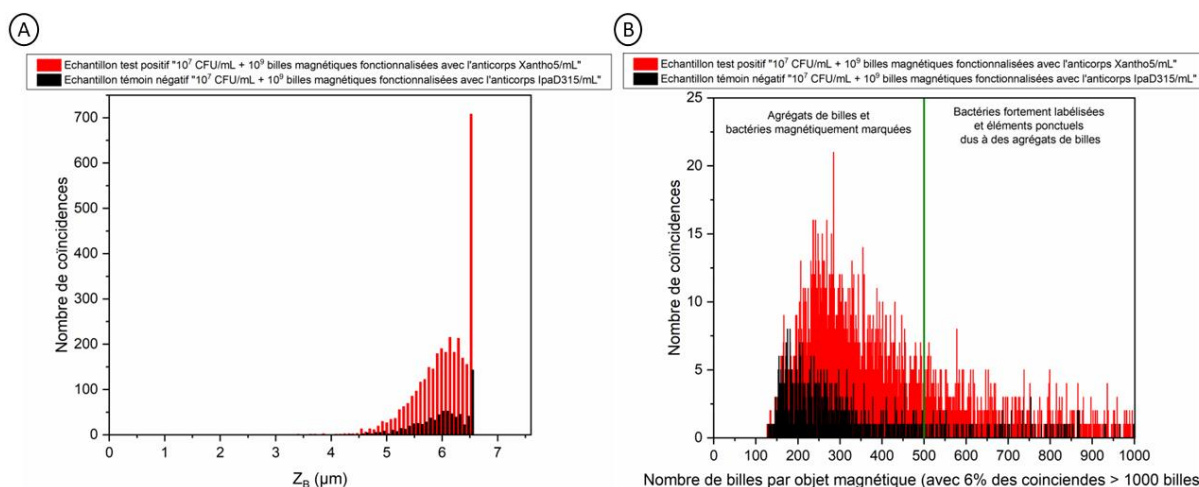 A
Echantillon test positif "10⁷ CFU/mL + 10⁹ billes magnétiques fonctionnalisées avec l'anticorps Xantho5/mL"
Echantillon témoin négatif "10⁷ CFU/mL + 10⁹ billes magnétiques fonctionnalisées avec l'anticorps IpaD315/mL"
Nombre de coïncidences
700
600
500
400
300
200
100
0
0 1 2 3 4 5 6 7
Z_B (µm)
B
Echantillon test positif "10⁷ CFU/mL + 10⁹ billes magnétiques fonctionnalisées avec l'anticorps Xantho5/mL"
Echantillon témoin négatif "10⁷ CFU/mL + 10⁹ billes magnétiques fonctionnalisées avec l'anticorps IpaD315/mL"
Agrégats de billes et
bactéries magnétiquement marquées
Bactéries fortement labélisées
et éléments ponctuels
dus à des agrégats de billes
Nombre de coïncidences
25
20
15
10
5
0
0 100 200 300 400 500 600 700 800 900 1000
Nombre de billes par objet magnétique (avec 6% des coinciendes > 1000 billes